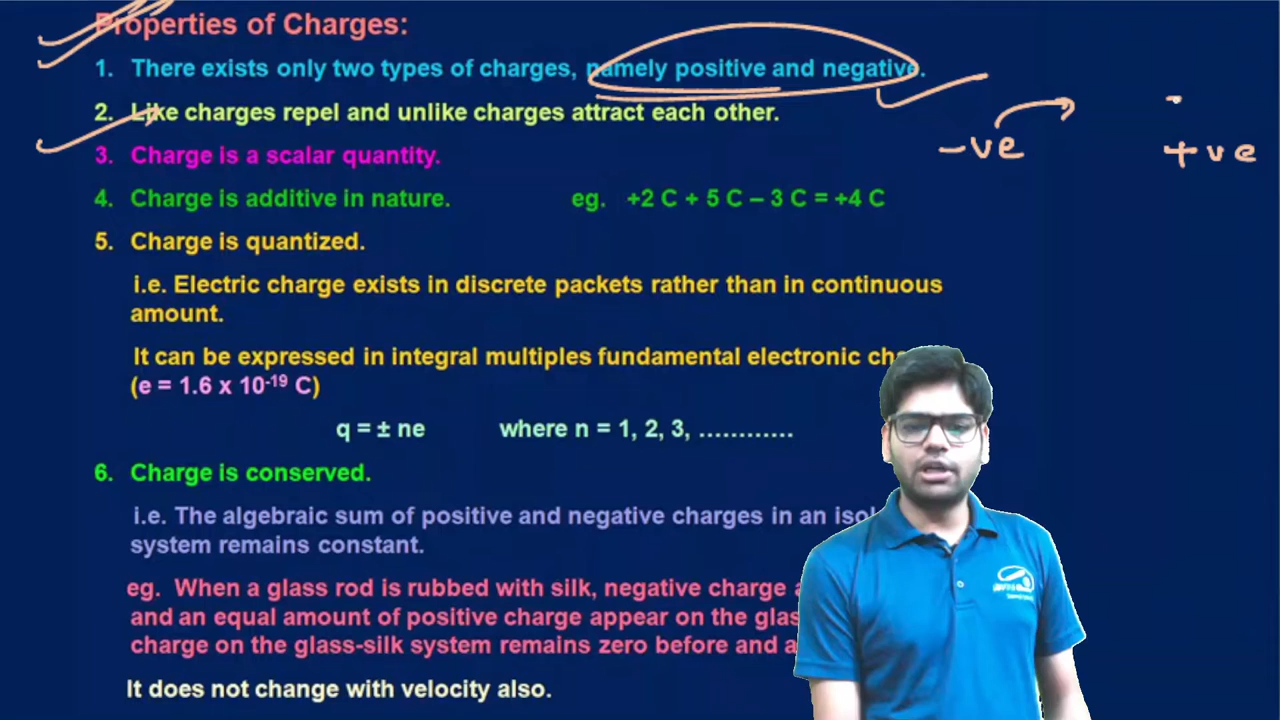 Properties of Charges:
1. There exists only two types of charges, namely positive and negative.
2. Like charges repel and unlike charges attract each other.
-ve
+ve
3. Charge is a scalar quantity.
4. Charge is additive in nature. eg. +2 C + 5 C – 3 C = +4 C
5. Charge is quantized.
i.e. Electric charge exists in discrete packets rather than in continuous
amount.
It can be expressed in integral multiples fundamental electronic
(e = 1.6 x 10⁻¹⁹ C)
q = ± ne where n = 1, 2, 3, …………
6. Charge is conserved.
i.e. The algebraic sum of positive and negative charges in an
system remains constant.
eg. When a glass rod is rubbed with silk, negative charge
and an equal amount of positive charge appear on the
charge on the glass-silk system remains zero before and
It does not change with velocity also.